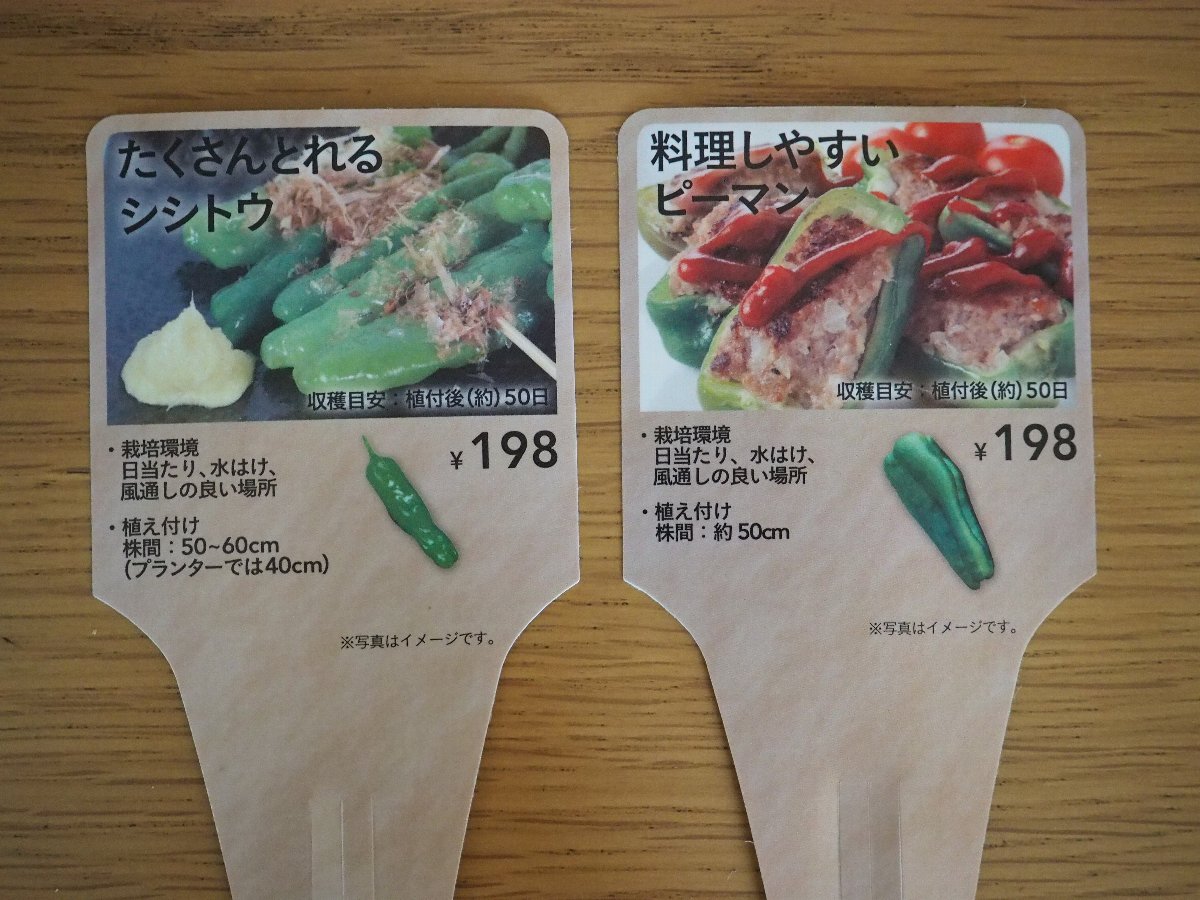 たくさんとれる
シシトウ
収穫目安：植付後(約)50日
・栽培環境
日当たり、水はけ、
風通しの良い場所
¥198
・植え付け
株間：50~60cm
(プランターでは40cm)
※写真はイメージです。
料理しやすい
ピーマン
収穫目安：植付後(約)50日
・栽培環境
日当たり、水はけ、
風通しの良い場所
¥198
・植え付け
株間：約50cm
※写真はイメージです。